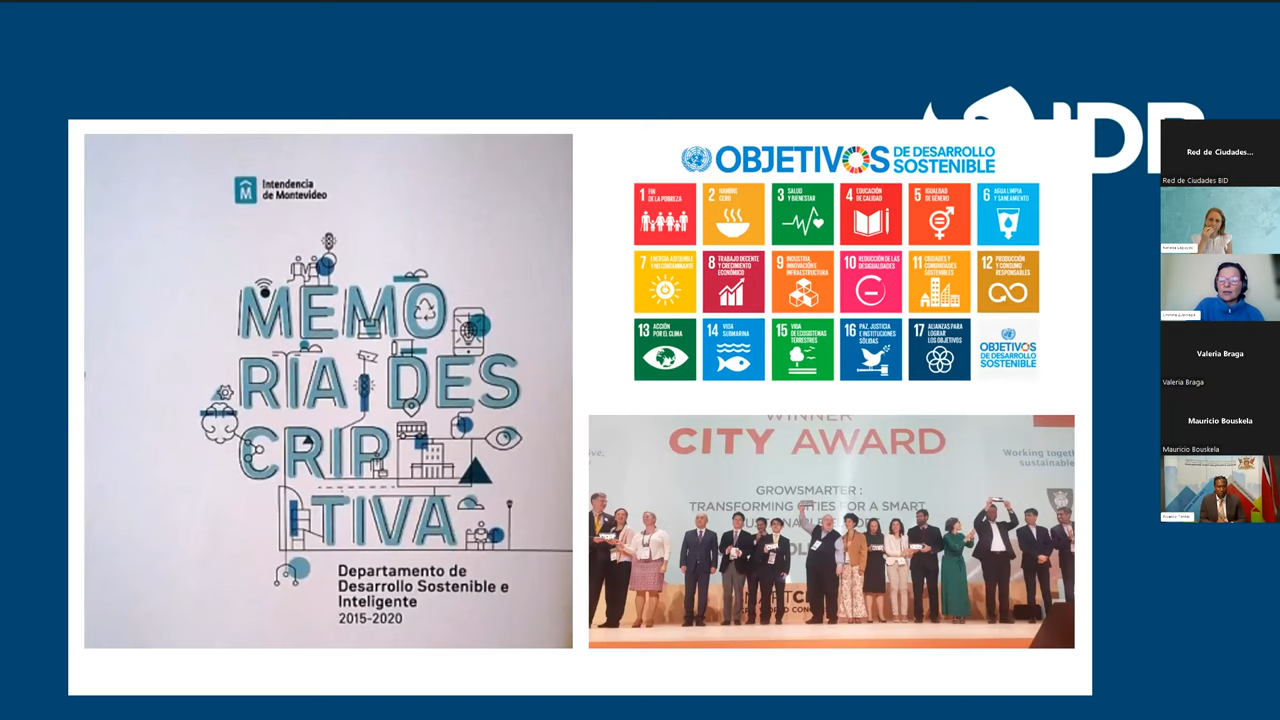 IDB
Intendencia
de Montevideo
MEMO
RIA DES
CRIP
TIVA
Departamento de
Desarrollo Sostenible e
Inteligente
2015-2020
OBJETIVOS DE DESARROLLO
SOSTENIBLE
1 FIN
DE LA POBREZA
2 HAMBRE
CERO
3 SALUD
Y BIENESTAR
4 EDUCACIÓN
DE CALIDAD
5 IGUALDAD
DE GÉNERO
6 AGUA LIMPIA
Y SANEAMIENTO
7 ENERGÍA ASEQUIBLE
Y NO CONTAMINANTE
8 TRABAJO DECENTE
Y CRECIMIENTO
ECONÓMICO
9 INDUSTRIA,
INNOVACIÓN E
INFRAESTRUCTURA
10 REDUCCIÓN DE LAS
DESIGUALDADES
11 CIUDADES Y
COMUNIDADES
SOSTENIBLES
12 PRODUCCIÓN
Y CONSUMO
RESPONSABLES
13 ACCIÓN
POR EL CLIMA
14 VIDA
SUBMARINA
15 VIDA
DE ECOSISTEMAS
TERRESTRES
16 PAZ, JUSTICIA
E INSTITUCIONES
SÓLIDAS
17 ALIANZAS PARA
LOGRAR
LOS OBJETIVOS
OBJETIVOS
DE DESARROLLO
SOSTENIBLE
WINNER
CITY AWARD
Working toget
sustainable
GROWSMARTER :
TRANSFORMING CITIES FOR A SMART
Red de Ciudades...
Red de Ciudades BID
Valeria Braga
Valeria Braga
Mauricio Bouskela
Mauricio Bouskela